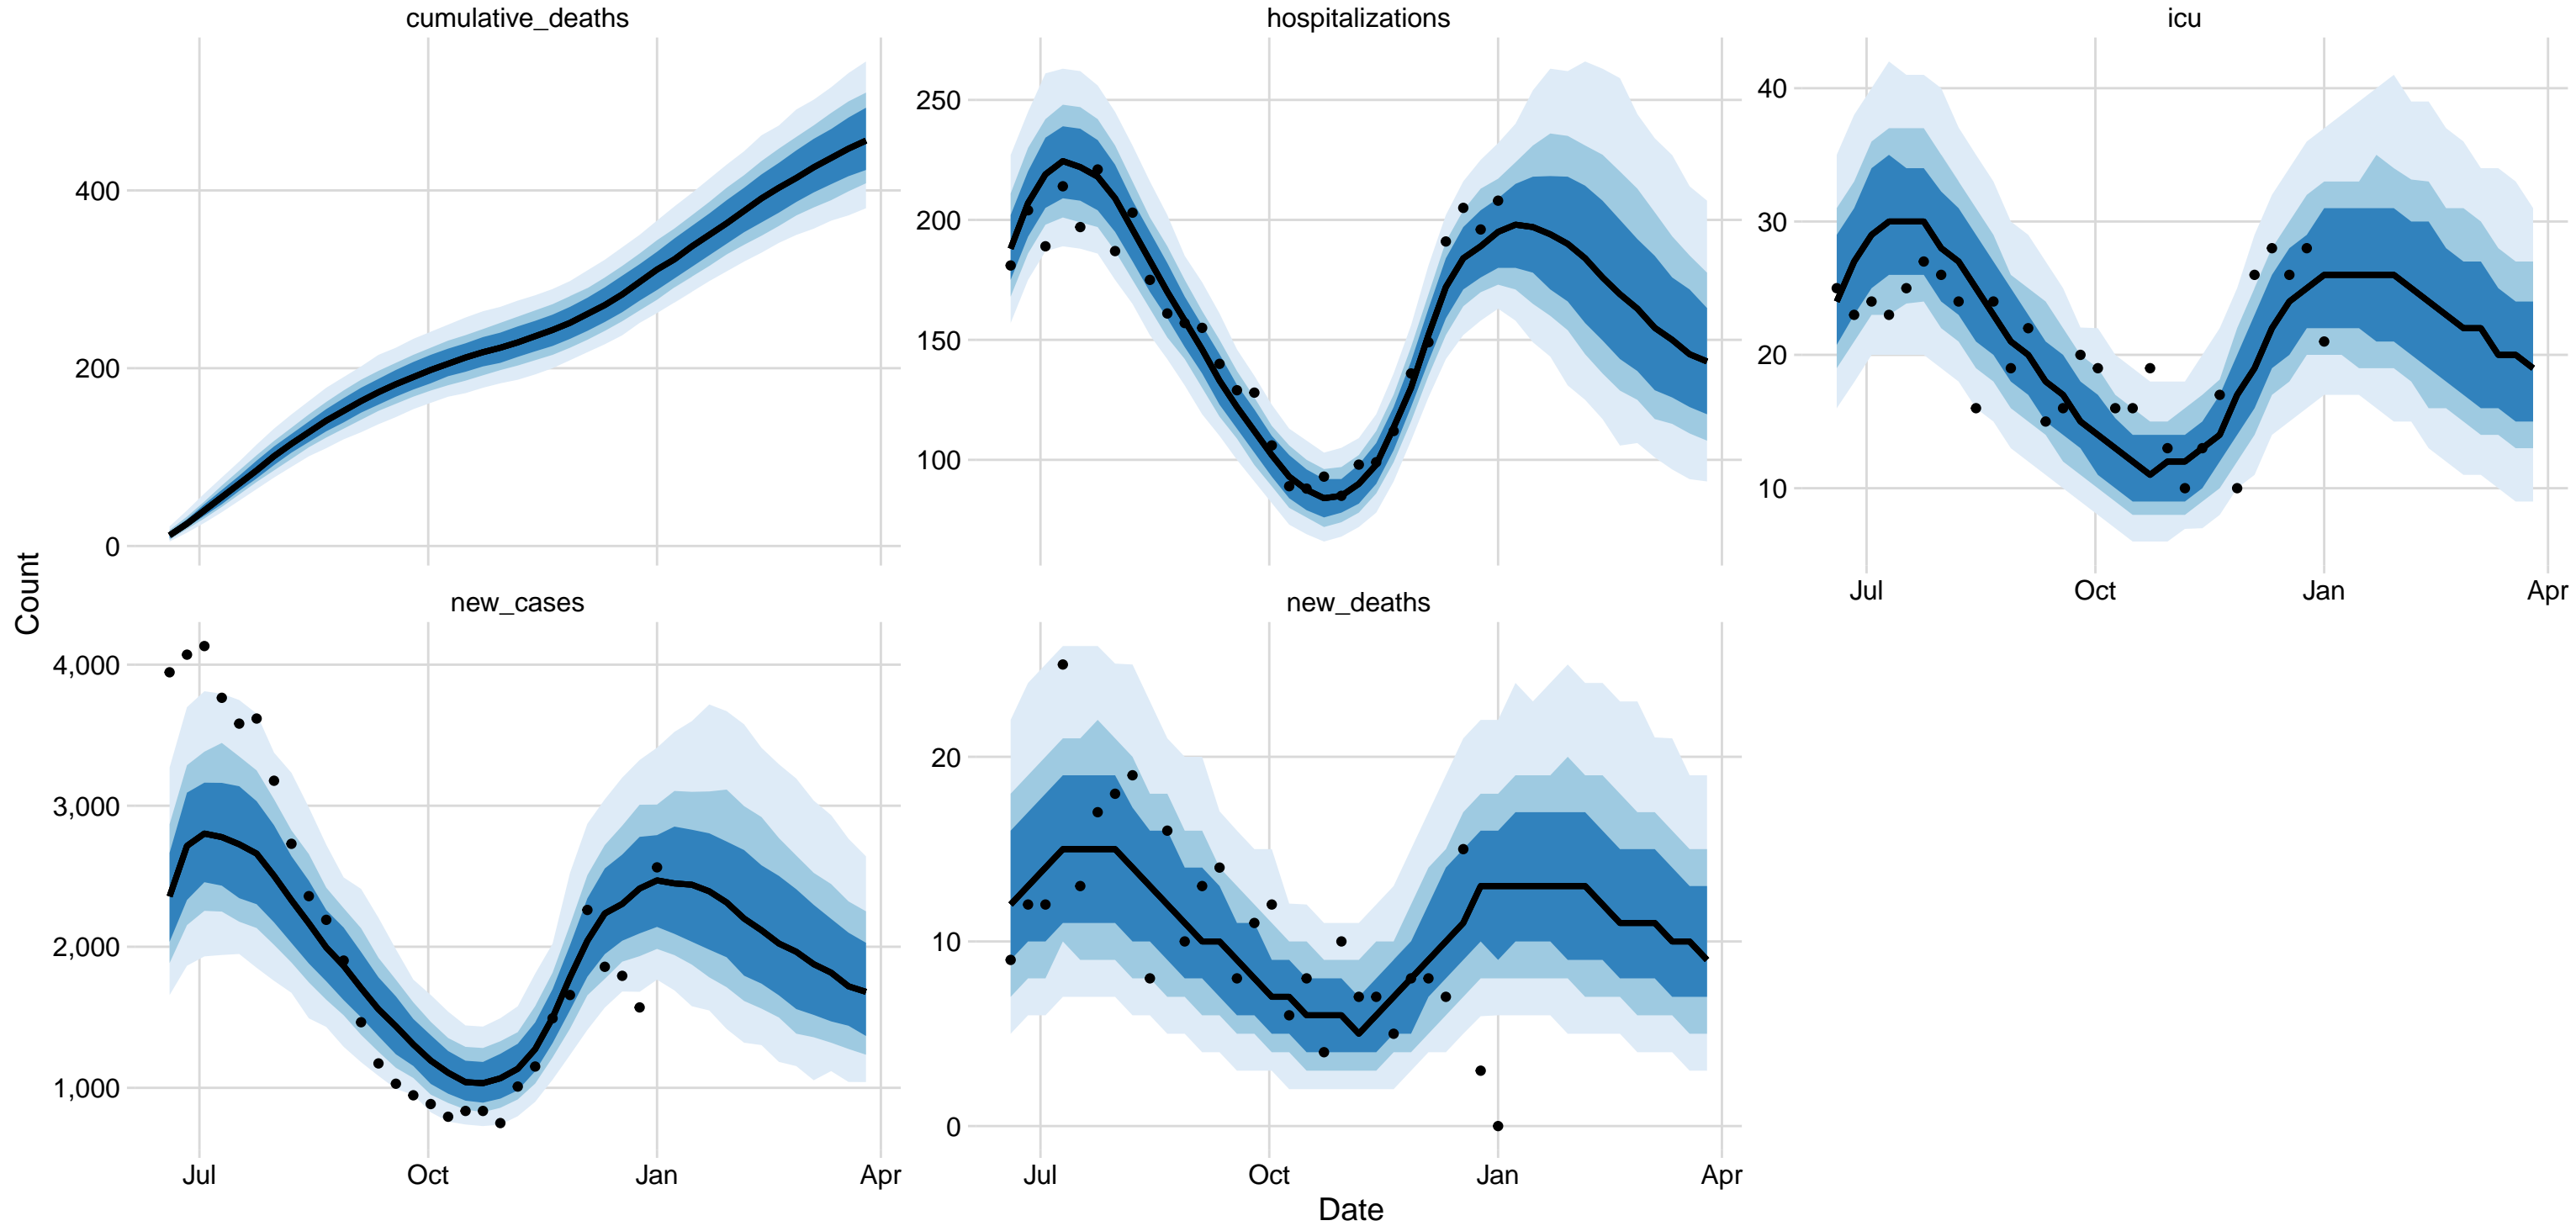 cumulative_deaths
hospitalizations
icu
400
200
0
250
200
150
100
40
30
20
10
Jul
Oct
Jan
Apr
Count
new_cases
new_deaths
4,000
3,000
2,000
1,000
20
10
0
Jul
Oct
Jan
Apr
Jul
Oct
Jan
Apr
Date